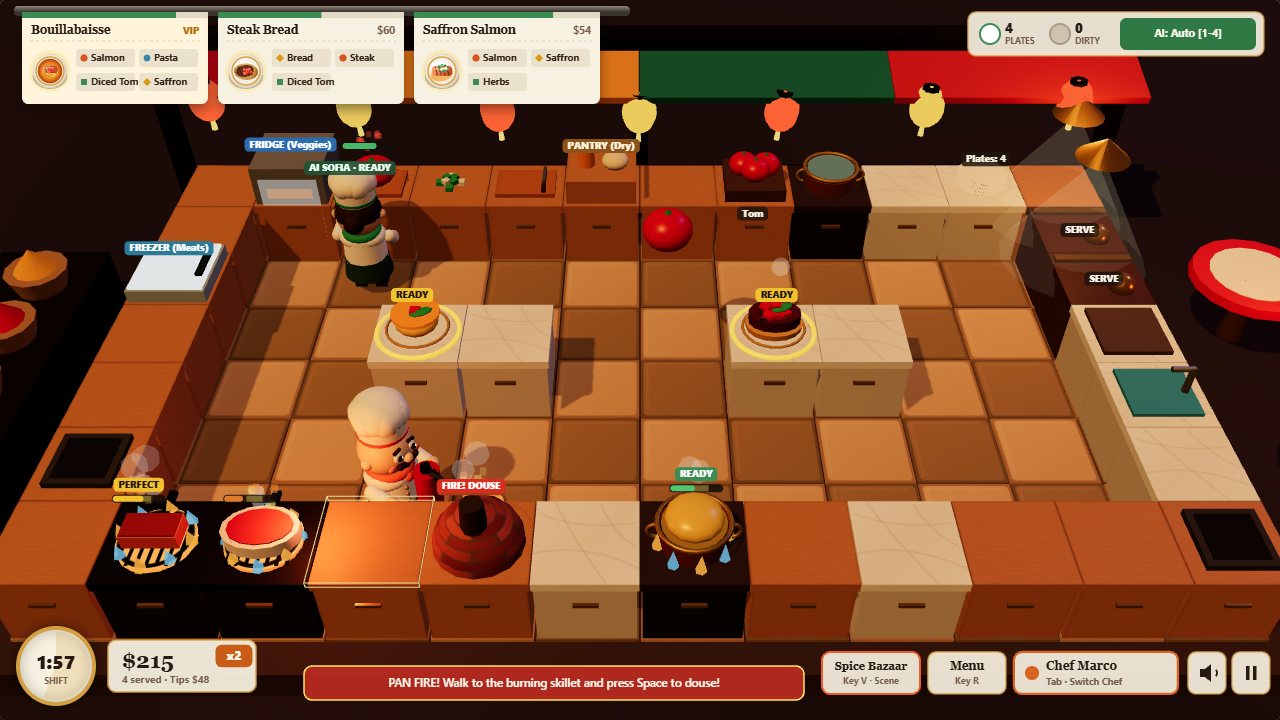 Bouillabaisse VIP
Salmon Pasta
Diced Tom Saffron
Steak Bread $60
Bread Steak
Diced Tom
Saffron Salmon $54
Salmon Saffron
Herbs
4 PLATES
0 DIRTY
AI: Auto [1-4]
FRIDGE (Veggies)
AI SOFIA - READY
PANTRY (Dry)
Plates: 4
Tom
FREEZER (Meats)
SERVE
SERVE
READY
READY
PERFECT
FIRE! DOUSE
READY
1:57
SHIFT
$215 x2
4 served · Tips $48
PAN FIRE! Walk to the burning skillet and press Space to douse!
Spice Bazaar
Key V · Scene
Menu
Key R
Chef Marco
Tab · Switch Chef